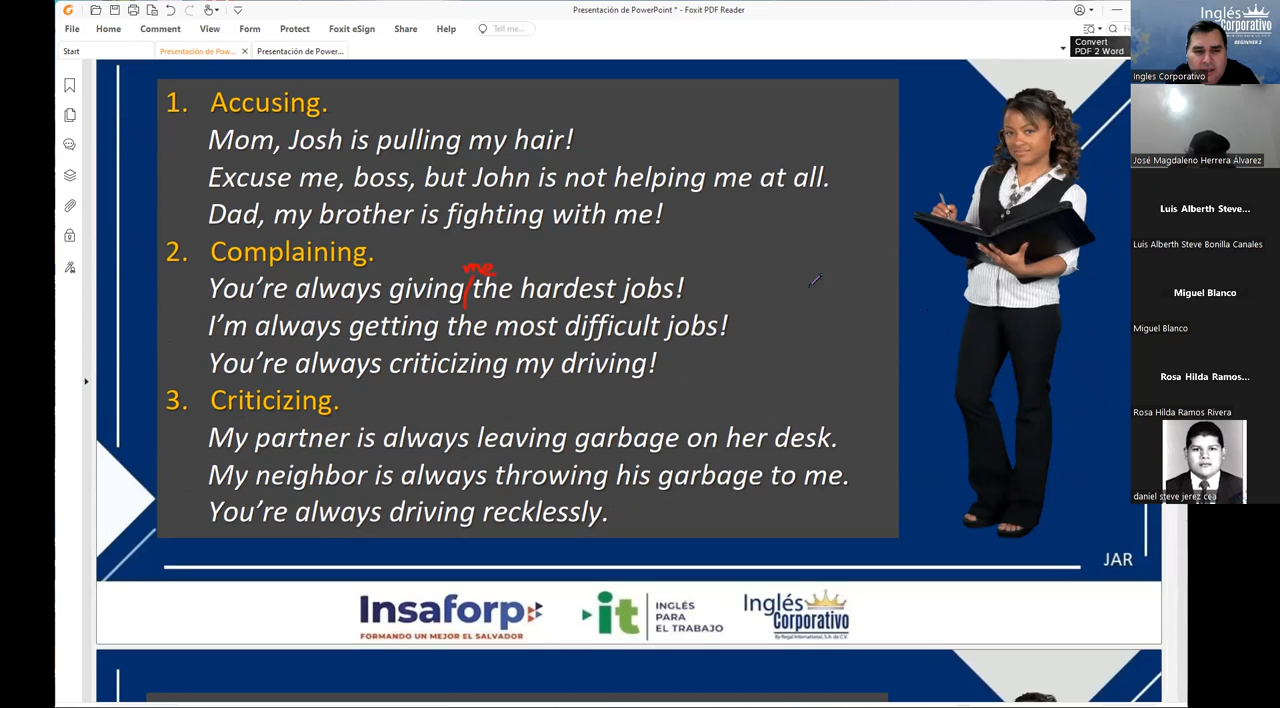 Presentación de PowerPoint * - Foxit PDF Reader
File Home Comment View Form Protect Foxit eSign Share Help Tell me...
Start Presentación de Pow... Presentación de Power...
Convert
PDF 2 Word
1. Accusing.
Mom, Josh is pulling my hair!
Excuse me, boss, but John is not helping me at all.
Dad, my brother is fighting with me!
2. Complaining.
me
You're always giving the hardest jobs!
I'm always getting the most difficult jobs!
You're always criticizing my driving!
3. Criticizing.
My partner is always leaving garbage on her desk.
My neighbor is always throwing his garbage to me.
You're always driving recklessly.
JAR
Insaforp
FORMANDO UN MEJOR EL SALVADOR
it
INGLÉS
PARA
EL TRABAJO
Inglés
Corporativo
By Regal International, S.A. de C.V.
Inglés
Corporativo
BEGINNER 2
Ingles Corporativo
José Magdaleno Herrera Álvarez
Luis Alberth Steve...
Luis Alberth Steve Bonilla Canales
Miguel Blanco
Miguel Blanco
Rosa Hilda Ramos...
Rosa Hilda Ramos Rivera
daniel steve jerez cea